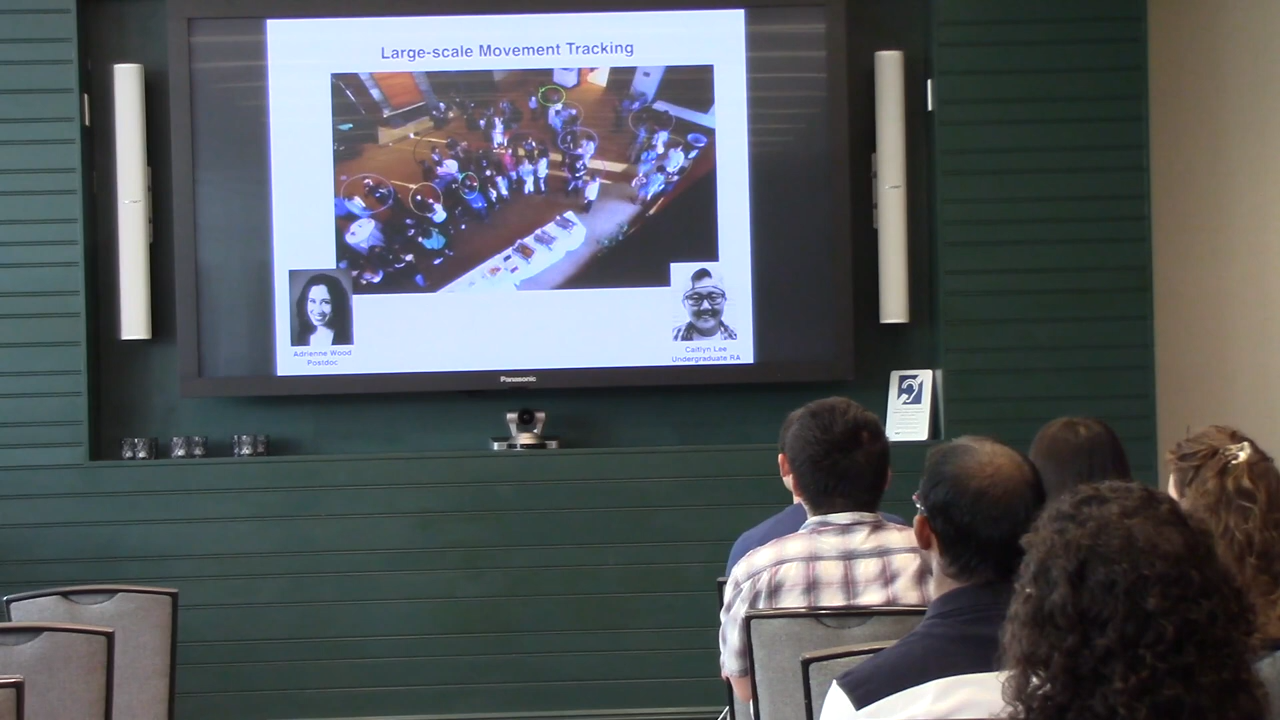 Large-scale Movement Tracking
Adrienne Wood
Postdoc
Caitlyn Lee
Undergraduate RA
Panasonic